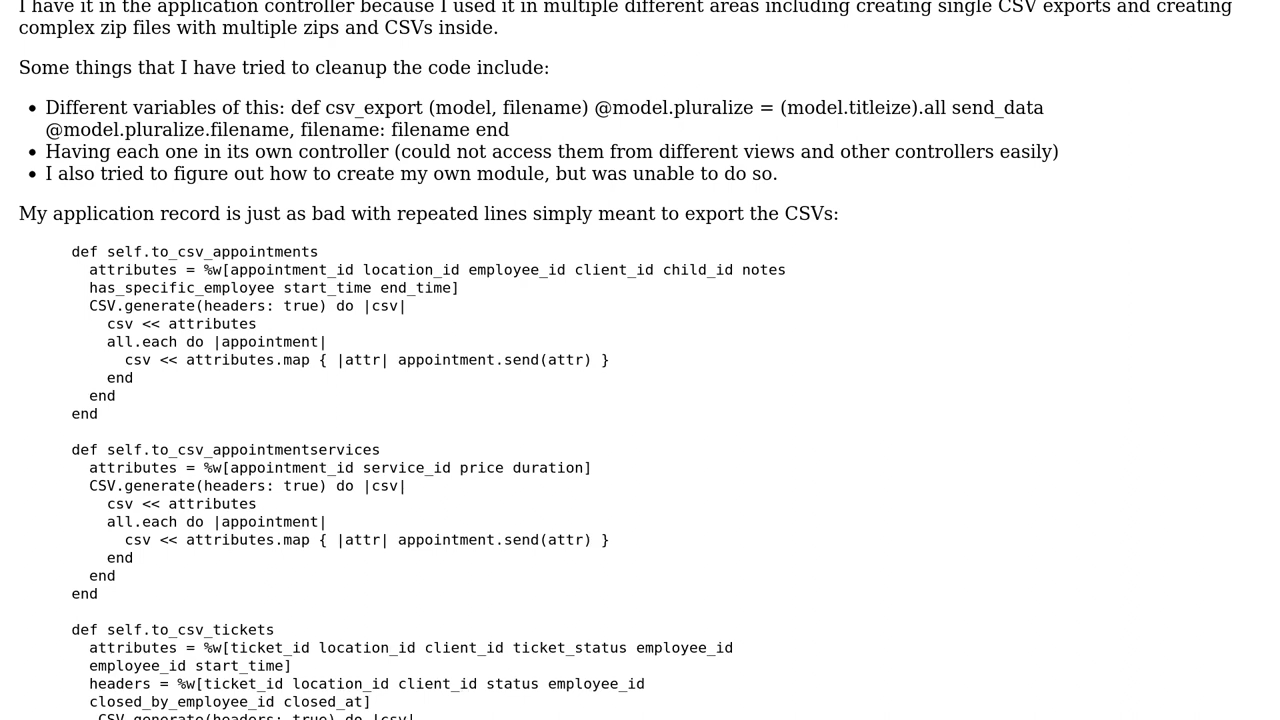 I have it in the application controller because I used it in multiple different areas including creating single CSV exports and creating
complex zip files with multiple zips and CSVs inside.
Some things that I have tried to cleanup the code include:
• Different variables of this: def csv_export (model, filename) @model.pluralize = (model.titleize).all send_data
@model.pluralize.filename, filename: filename end
• Having each one in its own controller (could not access them from different views and other controllers easily)
• I also tried to figure out how to create my own module, but was unable to do so.
My application record is just as bad with repeated lines simply meant to export the CSVs:
def self.to_csv_appointments
  attributes = %w[appointment_id location_id employee_id client_id child_id notes
  has_specific_employee start_time end_time]
  CSV.generate(headers: true) do |csv|
    csv << attributes
    all.each do |appointment|
      csv << attributes.map { |attr| appointment.send(attr) }
    end
  end
end
def self.to_csv_appointmentservices
  attributes = %w[appointment_id service_id price duration]
  CSV.generate(headers: true) do |csv|
    csv << attributes
    all.each do |appointment|
      csv << attributes.map { |attr| appointment.send(attr) }
    end
  end
end
def self.to_csv_tickets
  attributes = %w[ticket_id location_id client_id ticket_status employee_id
  employee_id start_time]
  headers = %w[ticket_id location_id client_id status employee_id
  closed_by_employee_id closed_at]
   CSV.generate(headers: true) do |csv|